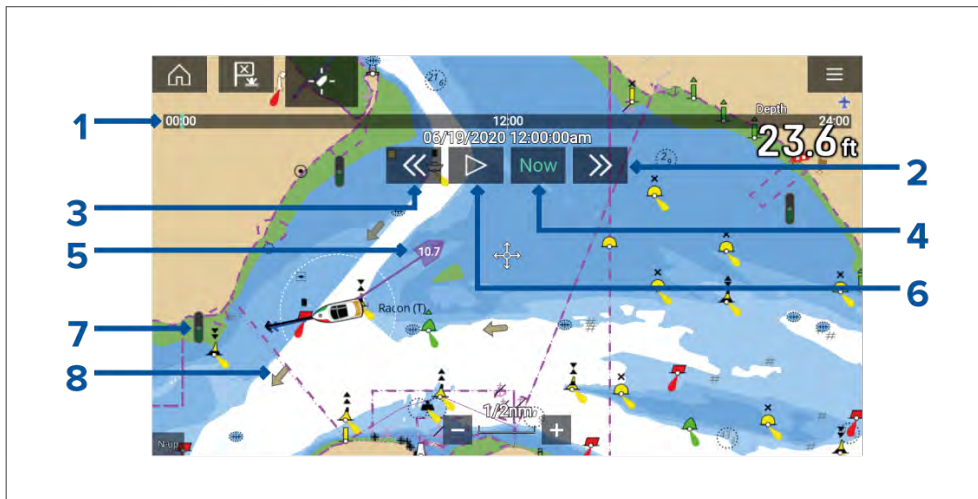 Depth
1 00:00 12:00 24:00
23.6 ft
06/19/2020 12:00:00am
Now
2
3
4
5
10.7
6
Racon (T)
7
8
1/2nm
N-up